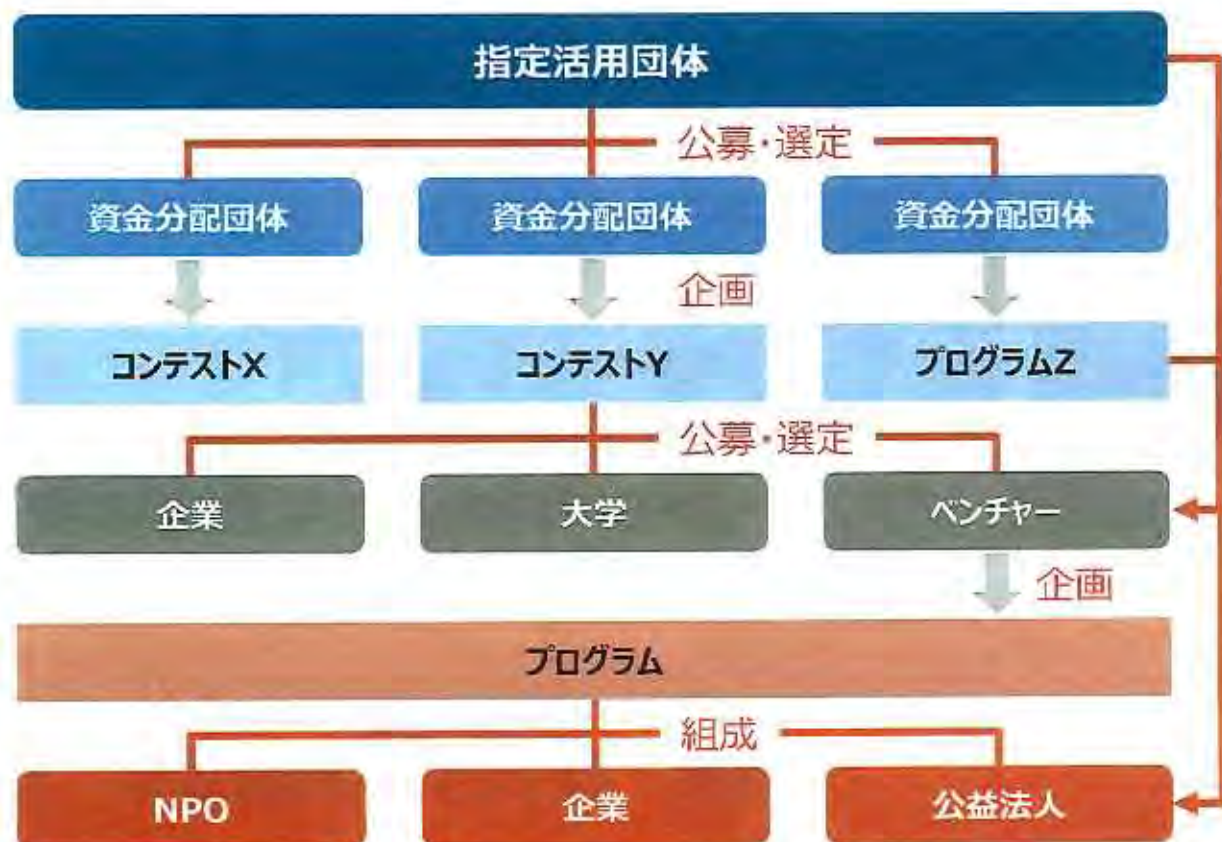 指定活用団体
公募・選定
資金分配団体
資金分配団体
資金分配団体
企画
コンテストX
コンテストY
プログラムZ
公募・選定
企業
大学
ベンチャー
企画
プログラム
組成
NPO
企業
公益法人